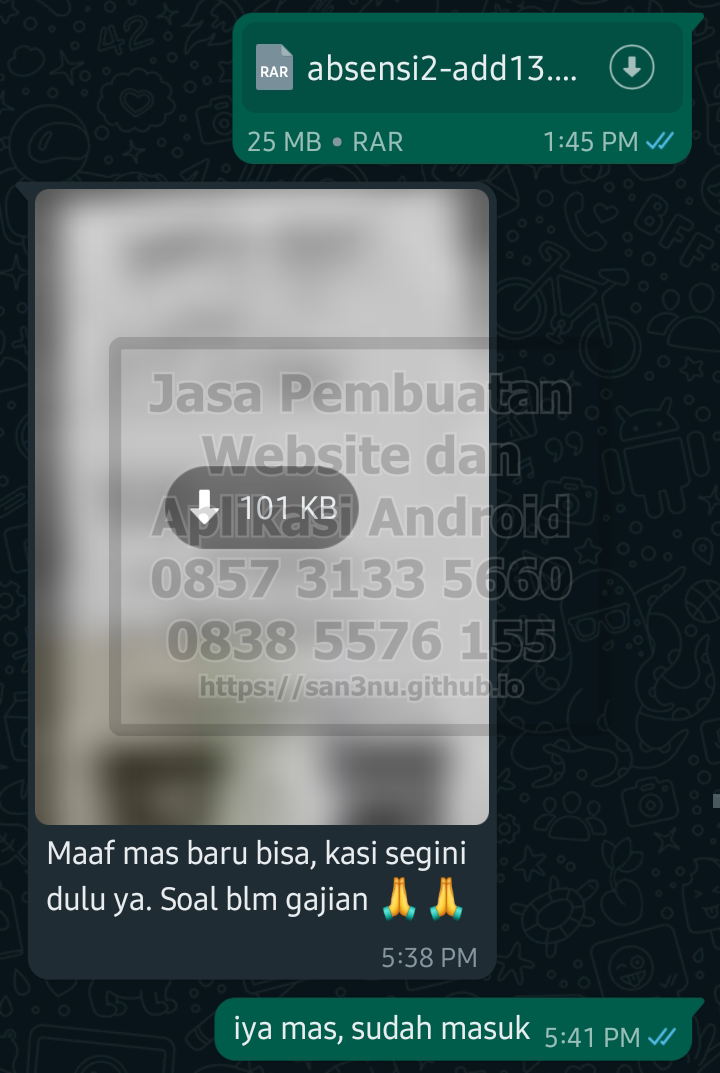 RAR
absensi2-add13....
25 MB • RAR
1:45 PM
Jasa Pembuatan
Website dan
101 KB
Aplikasi Android
0857 3133 5660
0838 5576 155
https://san3nu.github.io
Maaf mas baru bisa, kasi segini
dulu ya. Soal blm gajian 🙏 🙏
5:38 PM
iya mas, sudah masuk 5:41 PM